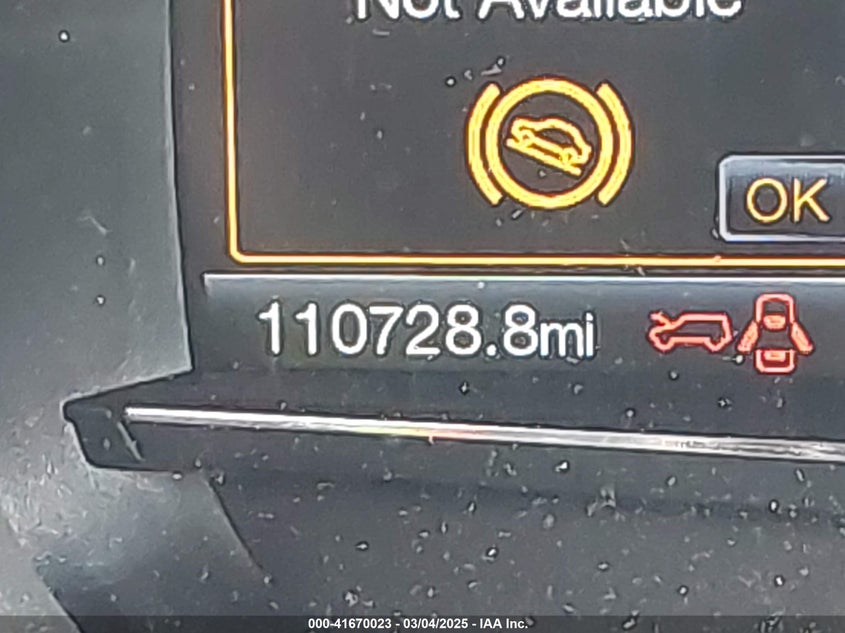 Not Available
OK
110728.8mi
000-41670023 - 03/04/2025 - IAA Inc.